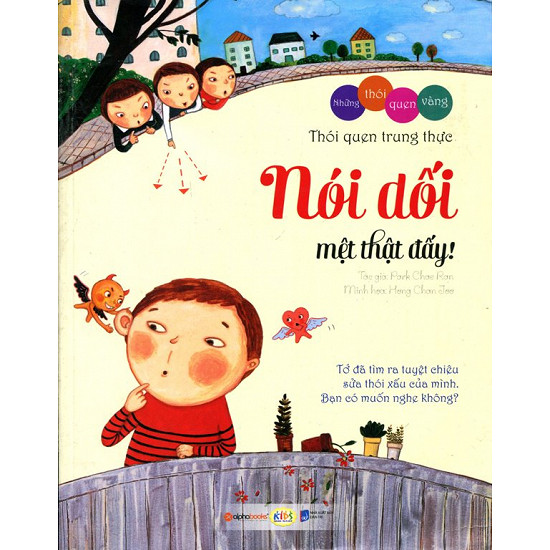 Những thói quen vàng
Thói quen trung thực
Nói dối
mệt thật đấy!
Tác giả: Park Chae Ran
Minh họa: Hong Chan Joo
Tớ đã tìm ra tuyệt chiêu
sửa thói xấu của mình.
Bạn có muốn nghe không?
alphabooks
KIDS